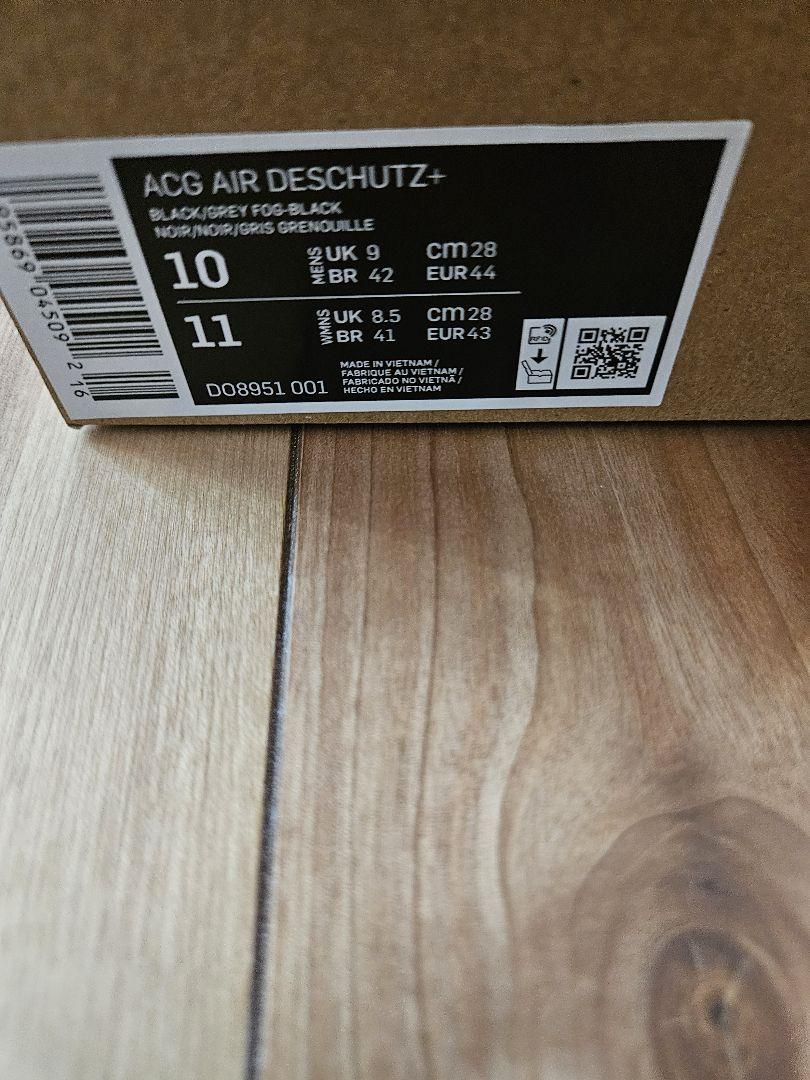 ACG AIR DESCHUTZ+
BLACK/GREY FOG-BLACK
NOIR/NOIR/GRIS GRENOUILLE
10 MENS UK 9 CM 28
BR 42 EUR 44
11 WMNS UK 8.5 CM 28
BR 41 EUR 43
MADE IN VIETNAM /
FABRIQUE AU VIETNAM /
FABRICADO NO VIETNÃ /
HECHO EN VIETNAM
DO8951 001
RFID
95869 04509 2 16